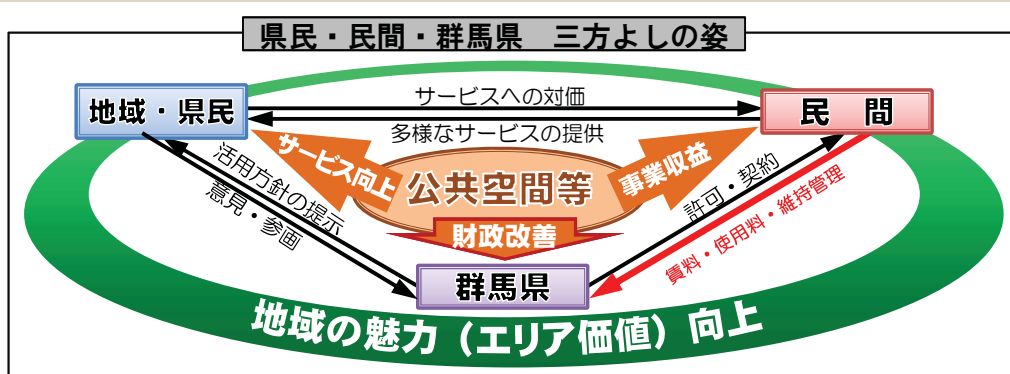 県民・民間・群馬県　三方よしの姿
地域・県民
サービスへの対価
民　間
多様なサービスの提供
サービス向上
公共空間等
事業収益
活用方針の提示
意見・参画
許可・契約
賃料・使用料・維持管理
財政改善
群馬県
地域の魅力（エリア価値）向上